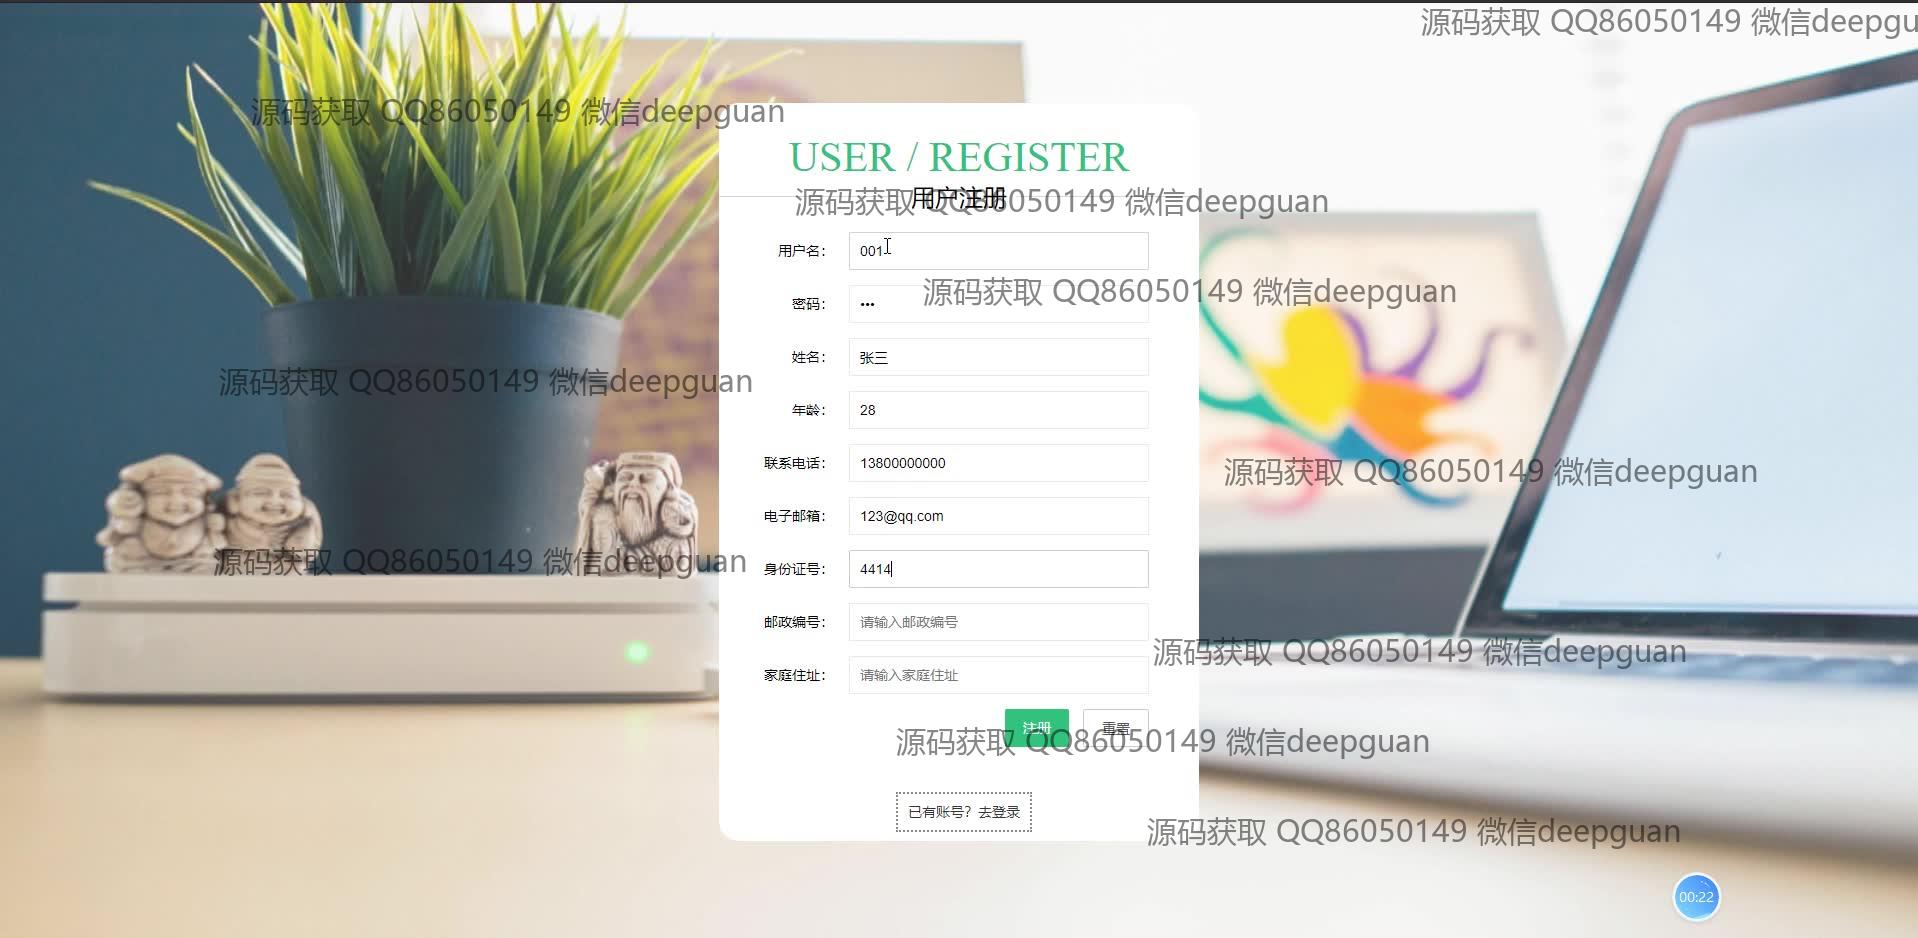 源码获取 QQ86050149 微信deepgu
源码获取 QQ86050149 微信deepguan
USER / REGISTER
用户注册
源码获取 QQ86050149 微信deepguan
用户名： 001
源码获取 QQ86050149 微信deepguan
密码： •••
姓名： 张三
源码获取 QQ86050149 微信deepguan
年龄： 28
联系电话： 13800000000
源码获取 QQ86050149 微信deepguan
电子邮箱： 123@qq.com
源码获取 QQ86050149 微信deepguan
身份证号： 4414
邮政编号： 请输入邮政编号
源码获取 QQ86050149 微信deepguan
家庭住址： 请输入家庭住址
注册 重置
源码获取 QQ86050149 微信deepguan
已有账号？去登录
源码获取 QQ86050149 微信deepguan
00:22